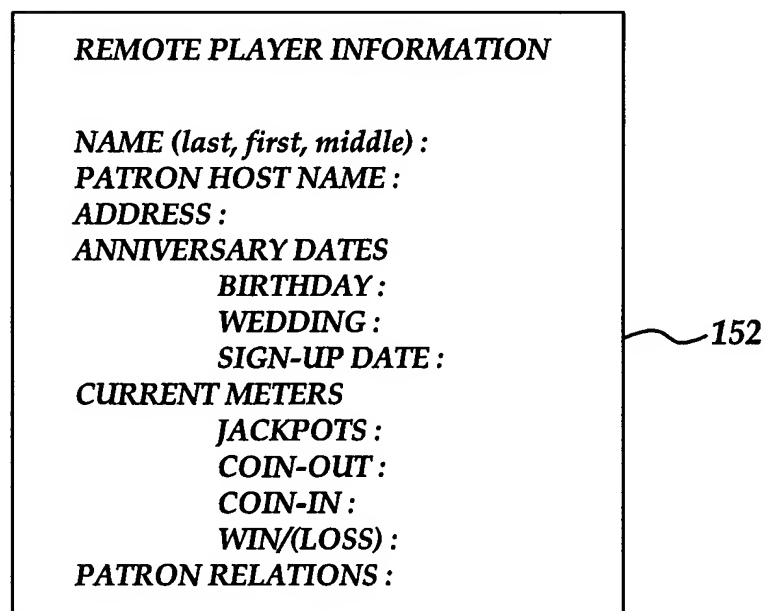 REMOTE PLAYER INFORMATION
NAME (last, first, middle) :
PATRON HOST NAME :
ADDRESS :
ANNIVERSARY DATES
BIRTHDAY :
WEDDING :
SIGN-UP DATE :
152
CURRENT METERS
JACKPOTS :
COIN-OUT :
COIN-IN :
WIN/(LOSS) :
PATRON RELATIONS :